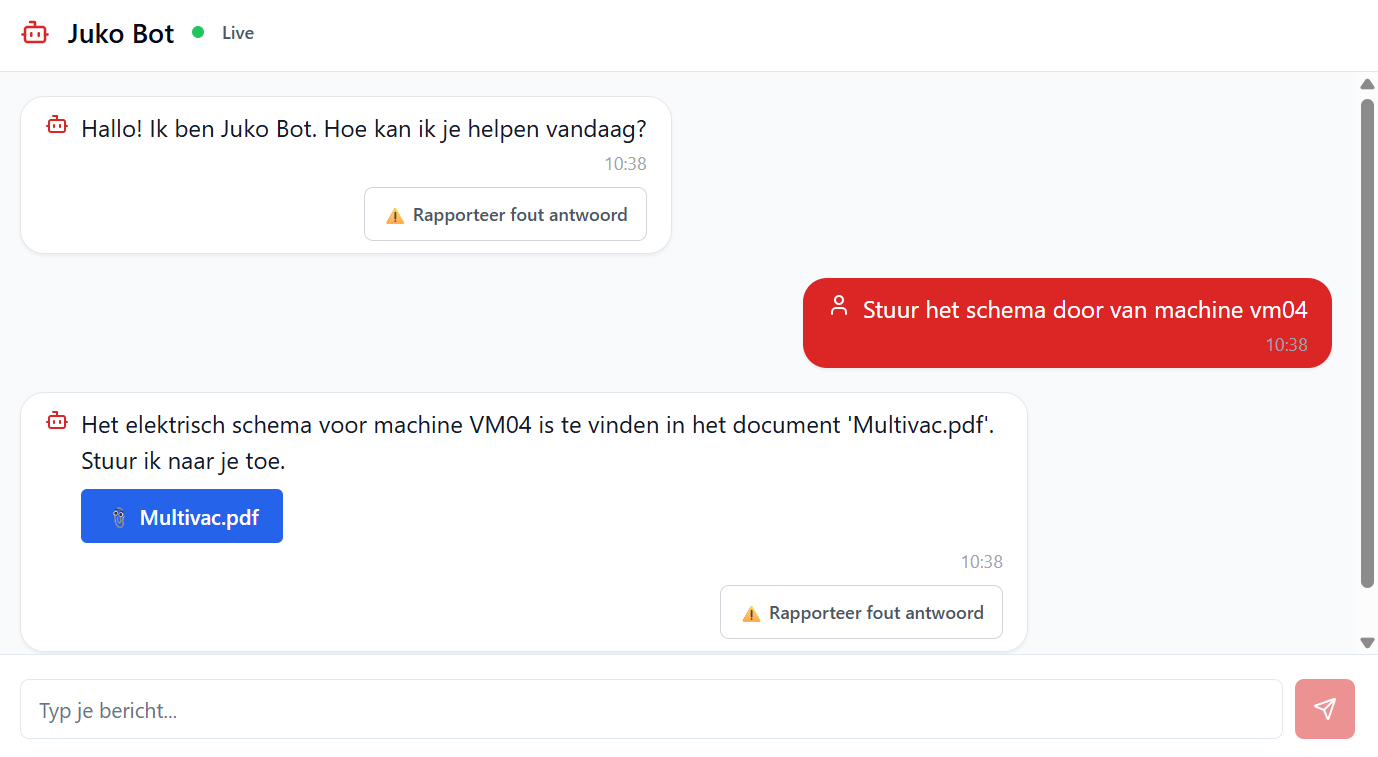 Juko Bot
Live
Hallo! Ik ben Juko Bot. Hoe kan ik je helpen vandaag?
10:38
Rapporteer fout antwoord
Stuur het schema door van machine vm04
10:38
Het elektrisch schema voor machine VM04 is te vinden in het document 'Multivac.pdf'.
Stuur ik naar je toe.
Multivac.pdf
10:38
Rapporteer fout antwoord
Typ je bericht...